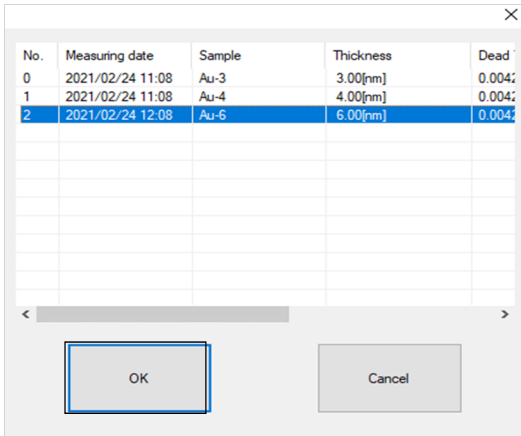 No. Measuring date Sample Thickness Dead
0 2021/02/24 11:08 Au-3 3.00[nm] 0.0042
1 2021/02/24 11:08 Au-4 4.00[nm] 0.0042
2 2021/02/24 12:08 Au-6 6.00[nm] 0.0042
OK Cancel